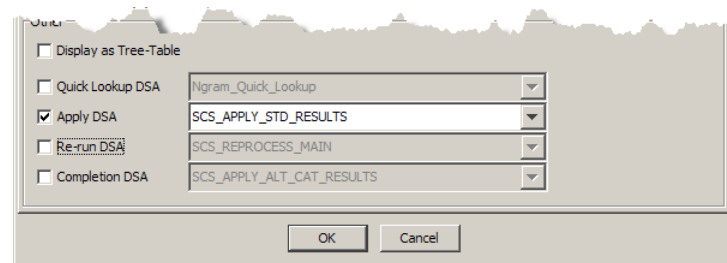 Other
Display as Tree-Table
Quick Lookup DSA Ngram_Quick_Lookup
Apply DSA SCS_APPLY_STD_RESULTS
Re-run DSA SCS_REPROCESS_MAIN
Completion DSA SCS_APPLY_ALT_CAT_RESULTS
OK Cancel